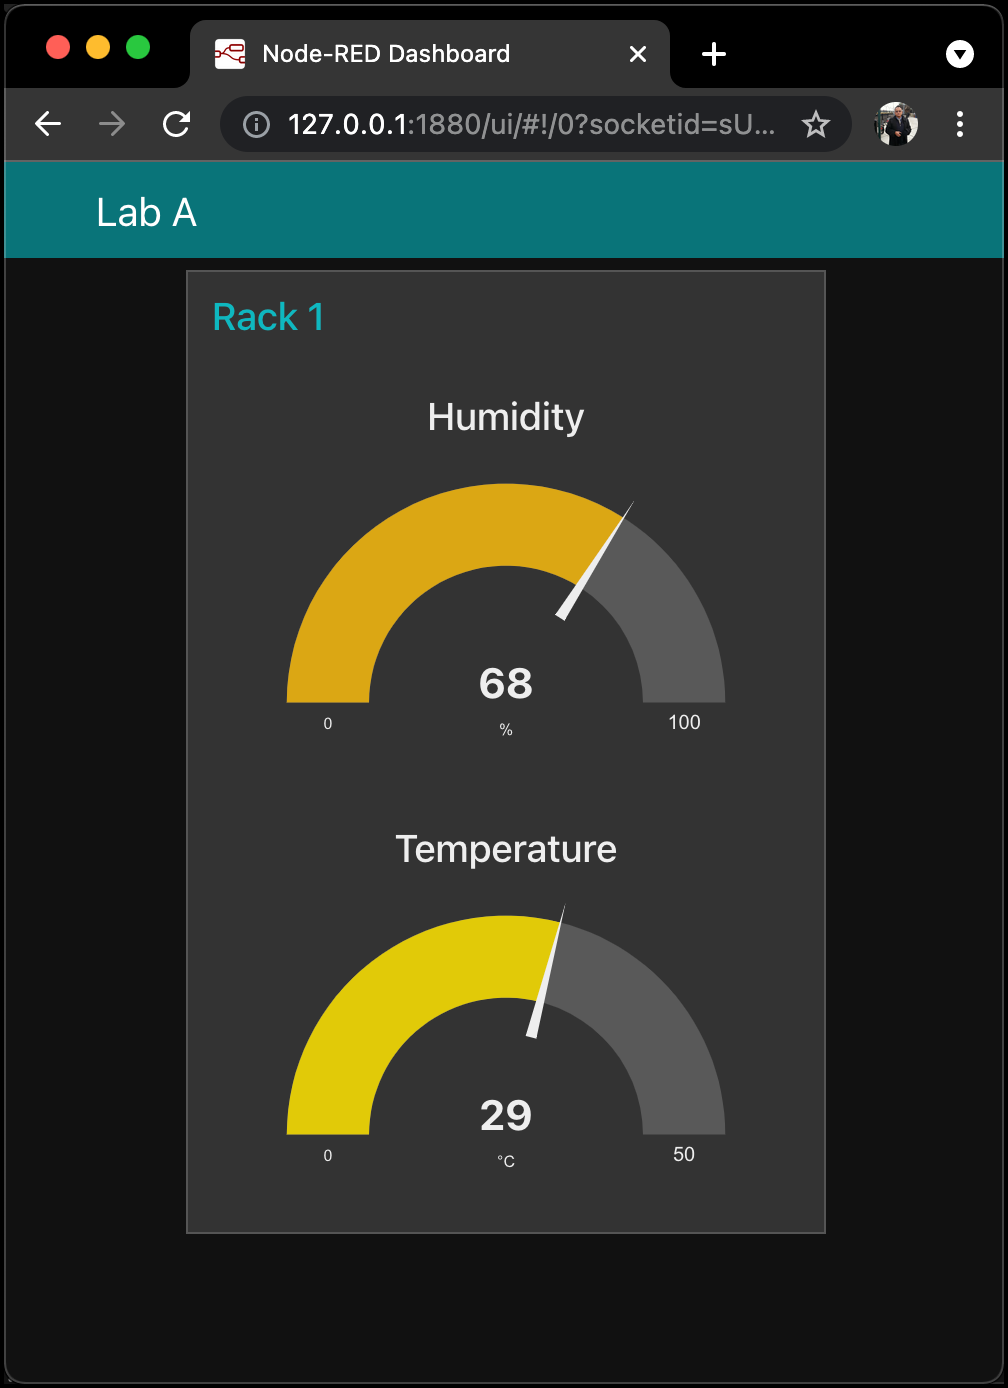 Node-RED Dashboard
127.0.0.1:1880/ui/#!/0?socketid=sU...
Lab A
Rack 1
Humidity
68
0
%
100
Temperature
29
0
°C
50